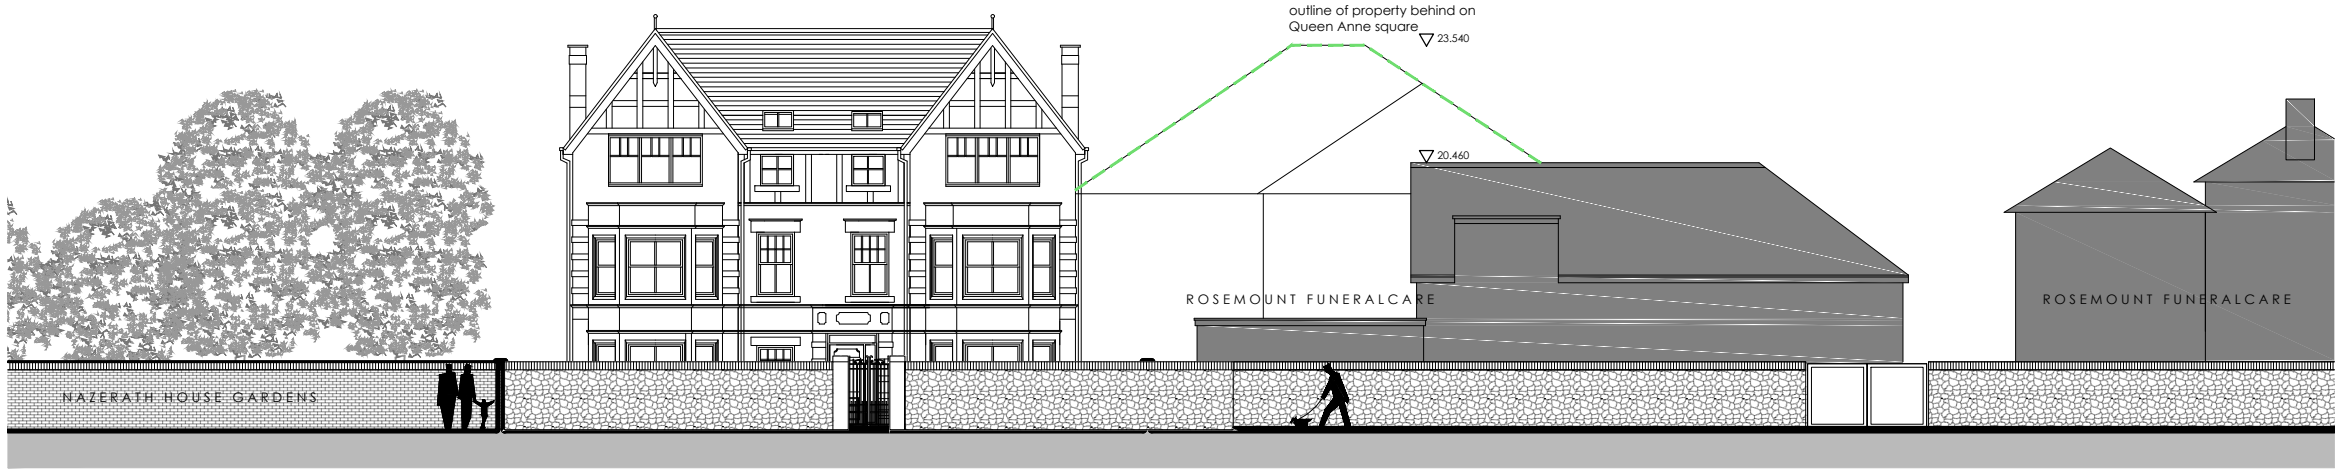 outline of property behind on
Queen Anne square
23.540
20.460
ROSEMOUNT FUNERALCARE
ROSEMOUNT FUNERALCARE
NAZERATH HOUSE GARDENS